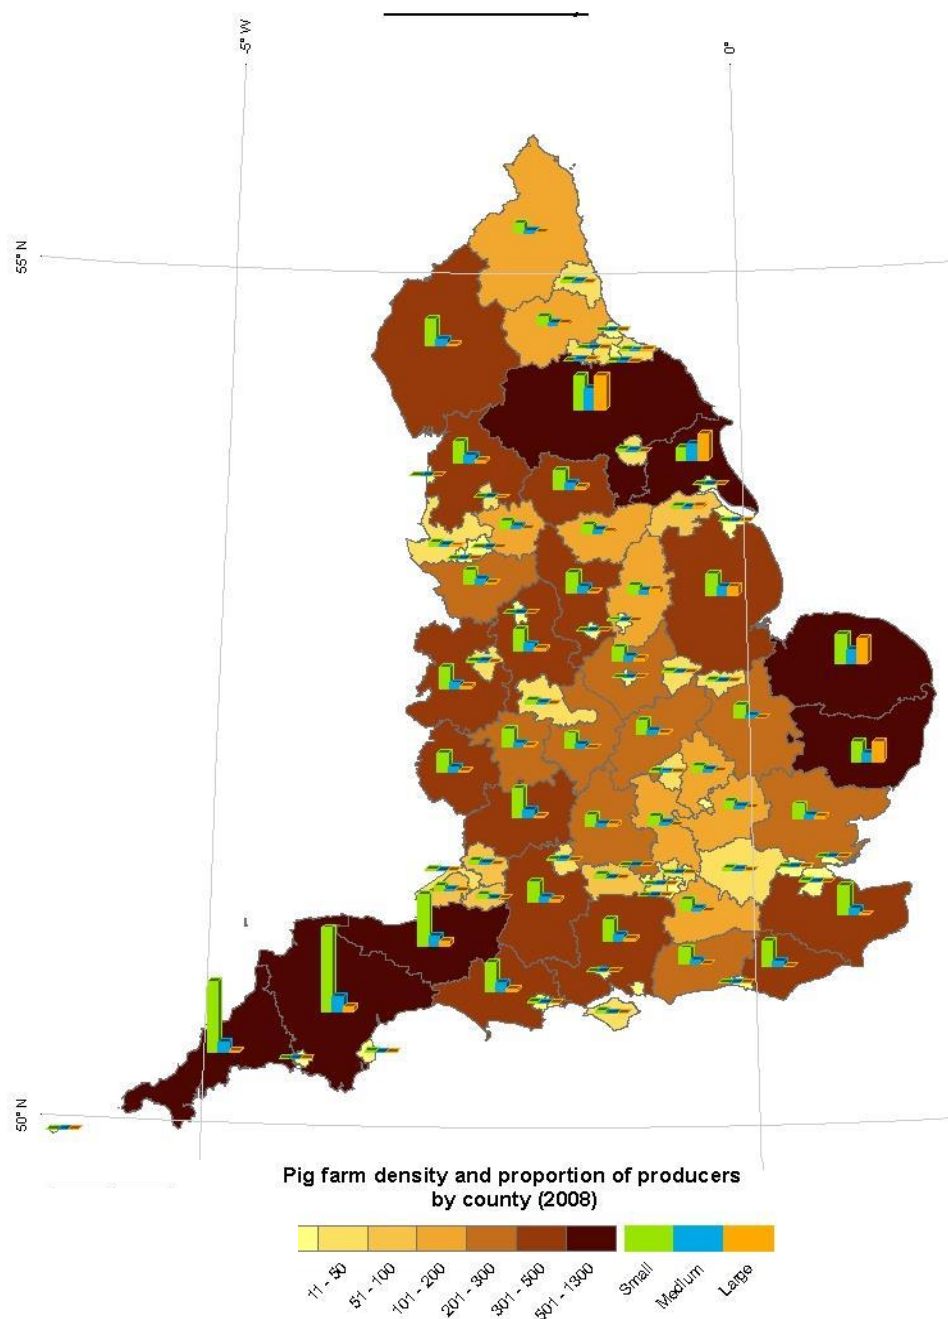 -5° W
0°
55° N
50° N
Pig farm density and proportion of producers
by county (2008)
11 - 50
51 - 100
101 - 200
201 - 300
301 - 500
501 - 1300
Small
Medium
Large